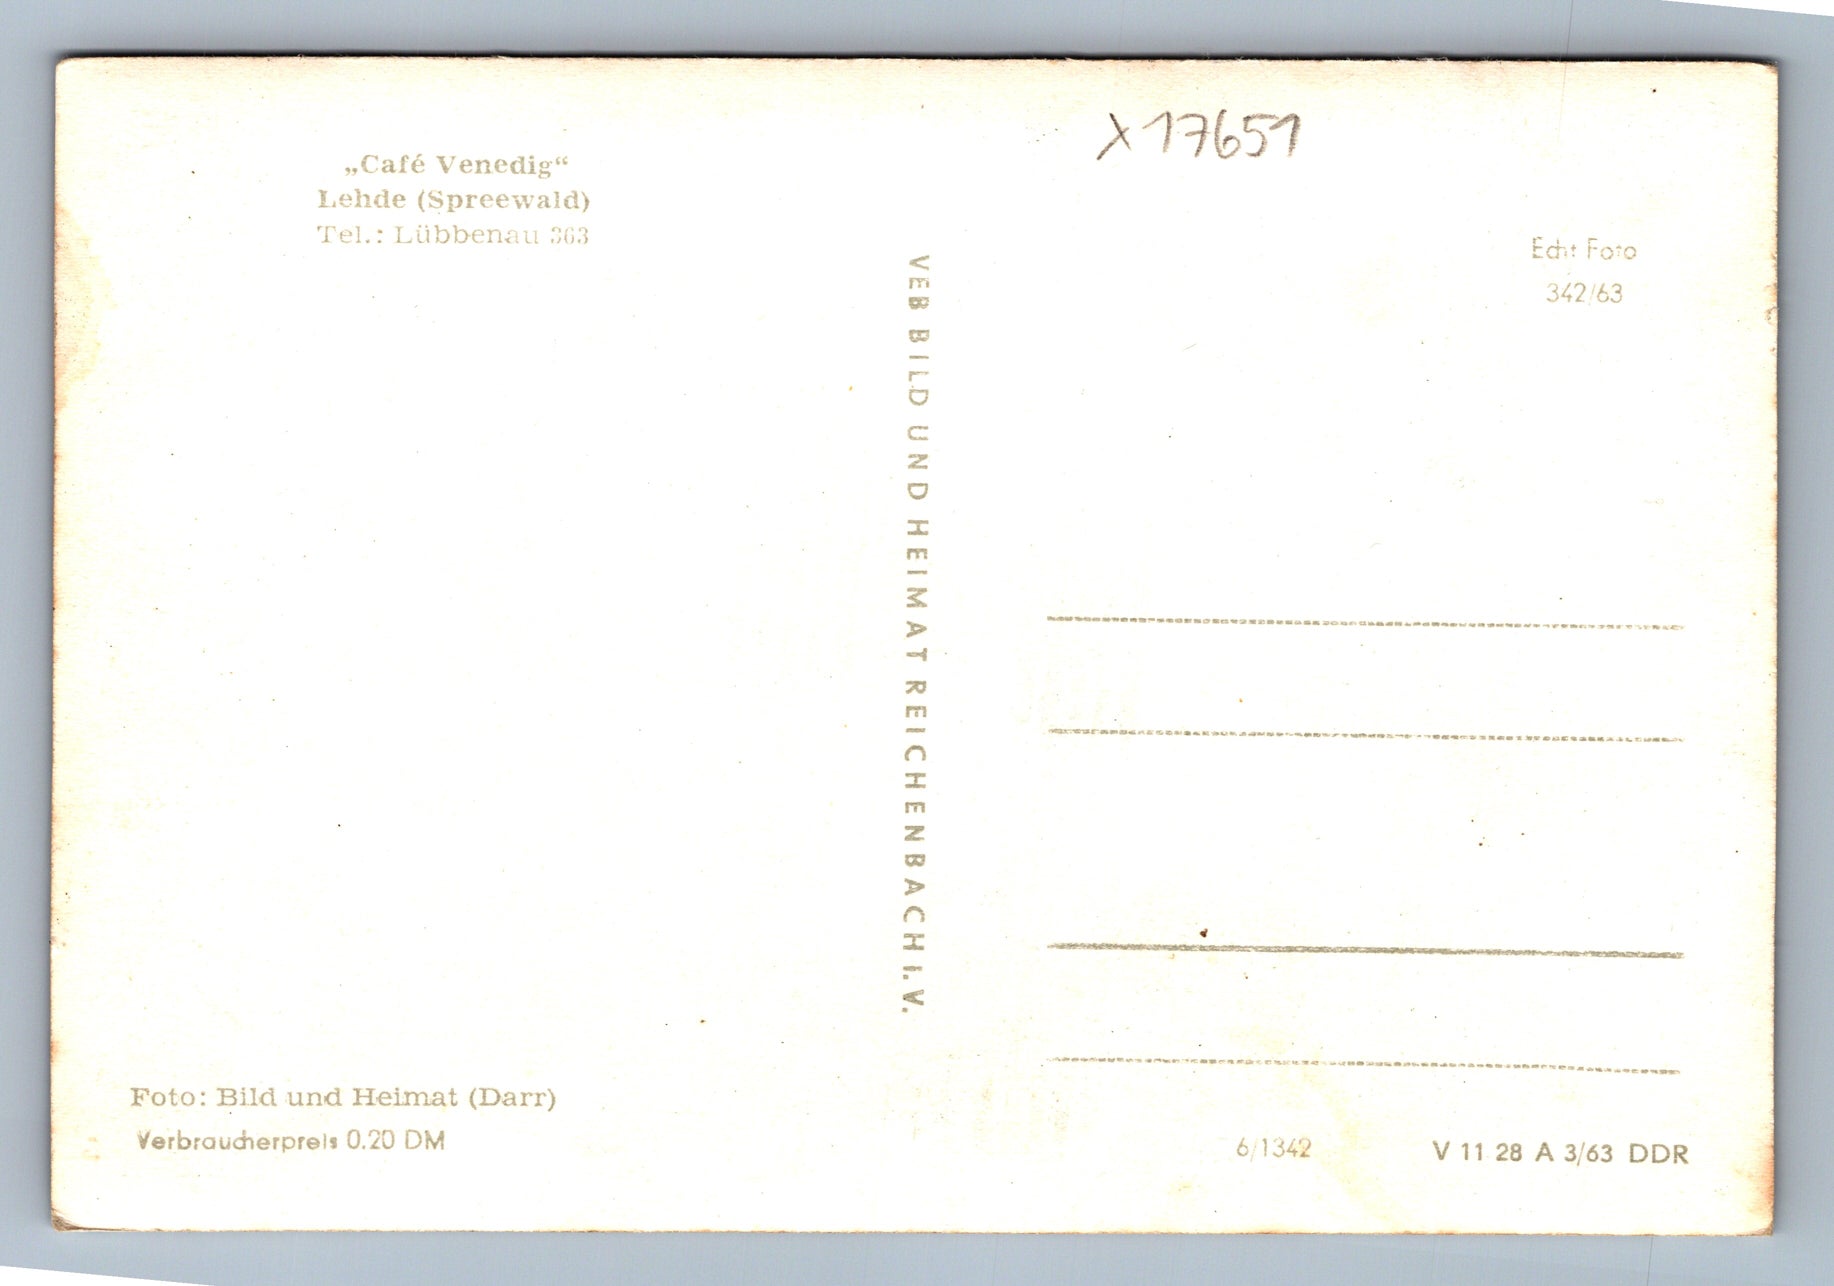 „Café Venedig“
Lehde (Spreewald)
Tel.: Lübbenau 363
X 17651
Echt Foto
342/63
VEB BILD UND HEIMAT REICHENBACH I. V.
Foto: Bild und Heimat (Darr)
Verbraucherpreis 0.20 DM
6/1342
V 11 28 A 3/63 DDR